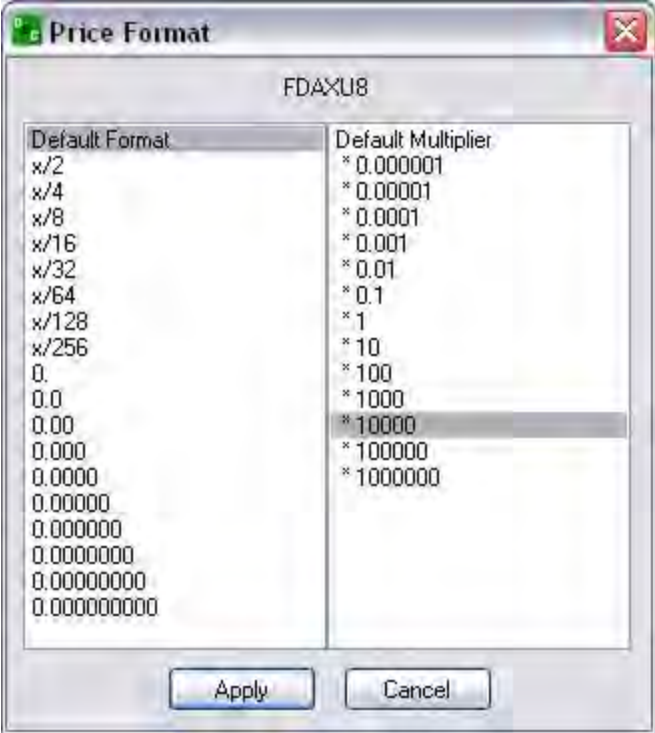 Price Format
FDAXU8
Default Format
x/2
x/4
x/8
x/16
x/32
x/64
x/128
x/256
0.
0.0
0.00
0.000
0.0000
0.00000
0.000000
0.0000000
0.00000000
0.000000000
Default Multiplier
* 0.000001
* 0.00001
* 0.0001
* 0.001
* 0.01
* 0.1
* 1
* 10
* 100
* 1000
* 10000
* 100000
* 1000000
Apply
Cancel